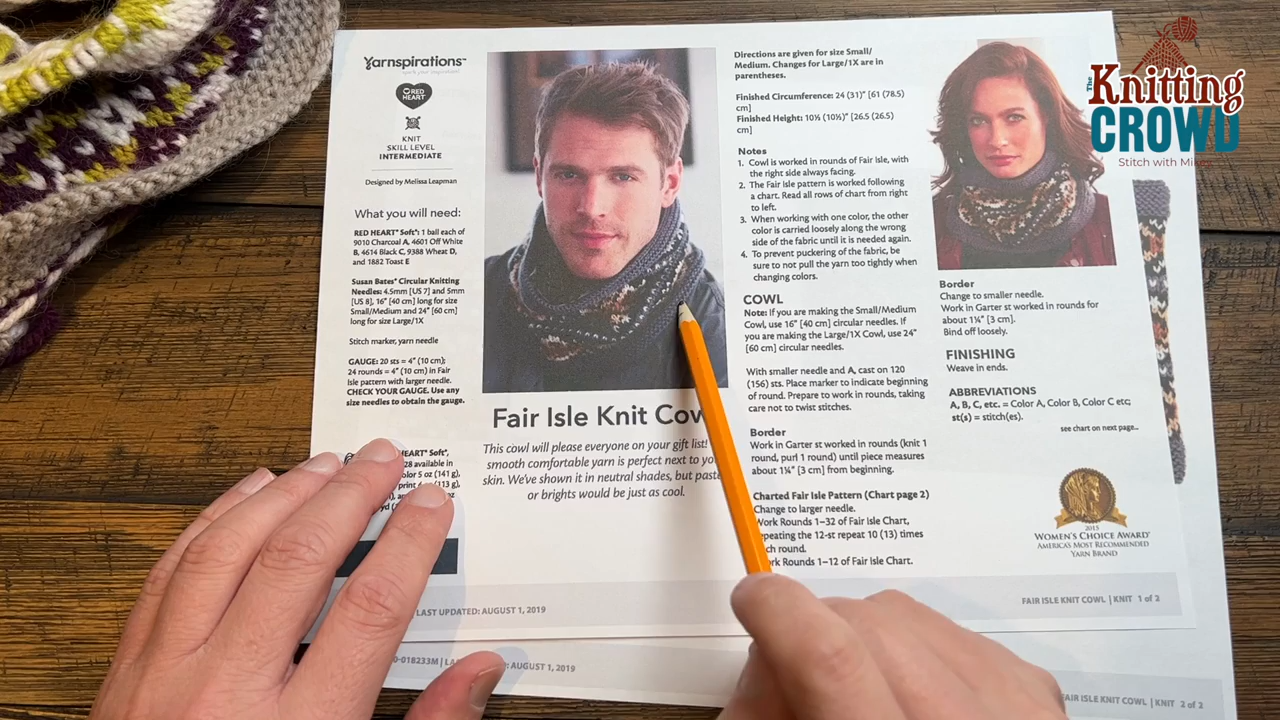 Yarnspirations™
spark your inspiration!
RED HEART
KNIT
SKILL LEVEL
INTERMEDIATE
Designed by Melissa Leapman
What you will need:
RED HEART® Soft®: 1 ball each of
9010 Charcoal A, 4601 Off White
B, 4614 Black C, 9388 Wheat D,
and 1882 Toast E
Susan Bates® Circular Knitting
Needles: 4.5mm [US 7] and 5mm
[US 8], 16" [40 cm] long for size
Small/Medium and 24" [60 cm]
long for size Large/1X
Stitch marker, yarn needle
GAUGE: 20 sts = 4" (10 cm);
24 rounds = 4" (10 cm) in Fair
Isle pattern with larger needle.
CHECK YOUR GAUGE. Use any
size needles to obtain the gauge.
HEART® Soft®,
28 available in
color 5 oz (141 g),
print
Fair Isle Knit Cow
This cowl will please everyone on your gift list!
smooth comfortable yarn is perfect next to yo
skin. We've shown it in neutral shades, but paste
or brights would be just as cool.
LAST UPDATED: AUGUST 1, 2019
Directions are given for size Small/
Medium. Changes for Large/1X are in
parentheses.
Finished Circumference: 24 (31)" [61 (78.5)
cm]
Finished Height: 10½ (10½)" [26.5 (26.5)
cm]
Notes
1. Cowl is worked in rounds of Fair Isle, with
the right side always facing.
2. The Fair Isle pattern is worked following
a chart. Read all rows of chart from right
to left.
3. When working with one color, the other
color is carried loosely along the wrong
side of the fabric until it is needed again.
4. To prevent puckering of the fabric, be
sure to not pull the yarn too tightly when
changing colors.
COWL
Note: If you are making the Small/Medium
Cowl, use 16" [40 cm] circular needles. If
you are making the Large/1X Cowl, use 24"
[60 cm] circular needles.
With smaller needle and A, cast on 120
(156) sts. Place marker to indicate beginning
of round. Prepare to work in rounds, taking
care not to twist stitches.
Border
Work in Garter st worked in rounds (knit 1
round, purl 1 round) until piece measures
about 1¼" [3 cm] from beginning.
Charted Fair Isle Pattern (Chart page 2)
Change to larger needle.
Work Rounds 1–32 of Fair Isle Chart,
epeating the 12-st repeat 10 (13) times
ch round.
rk Rounds 1–12 of Fair Isle Chart.
Border
Change to smaller needle.
Work in Garter st worked in rounds for
about 1¼" [3 cm].
Bind off loosely.
FINISHING
Weave in ends.
ABBREVIATIONS
A, B, C, etc. = Color A, Color B, Color C etc
st(s) = stitch(es).
see chart on next page...
2015
WOMEN'S CHOICE AWARD®
AMERICA'S MOST RECOMMENDED
YARN BRAND
FAIR ISLE KNIT COWL | KNIT 1 of 2
0-018233M | LA
: AUGUST 1, 2019
FAIR ISLE KNIT COWL | KNIT 2 of 2
The Knitting
CROWD
Stitch with Mikey